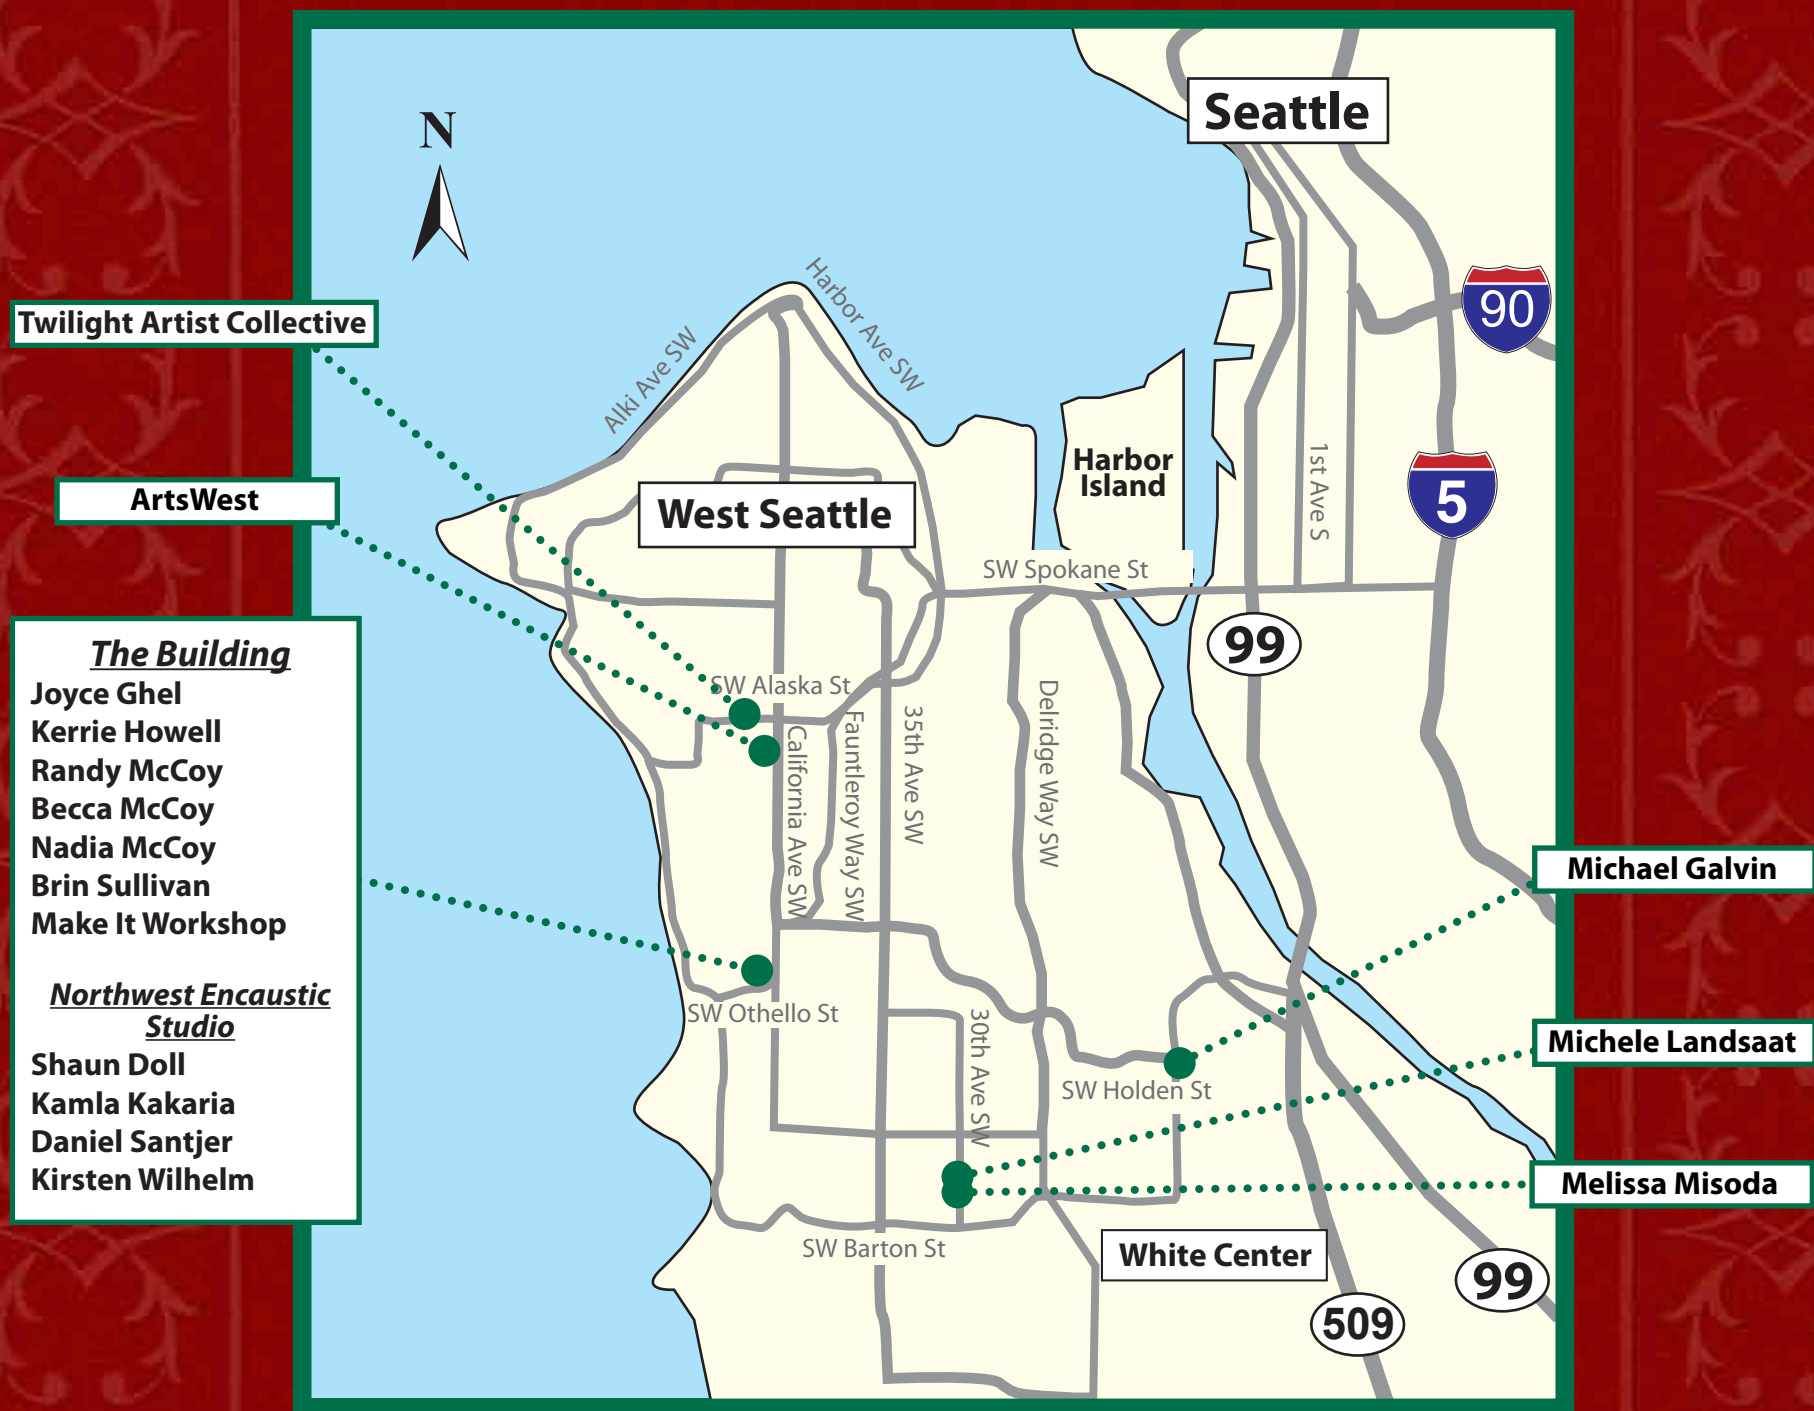 Seattle
N
Harbor Ave SW
Twilight Artist Collective
Alki Ave SW
90
ArtsWest
West Seattle
Harbor
Island
1st Ave S
5
SW Spokane St
99
The Building
Joyce Ghel
Kerrie Howell
Randy McCoy
Becca McCoy
Nadia McCoy
Brin Sullivan
Make It Workshop
Northwest Encaustic
Studio
Shaun Doll
Kamla Kakaria
Daniel Santjer
Kirsten Wilhelm
SW Alaska St
California Ave SW
Fauntleroy Way SW
35th Ave SW
Delridge Way SW
Michael Galvin
SW Othello St
30th Ave SW
SW Holden St
Michele Landsaat
Melissa Misoda
SW Barton St
White Center
99
509